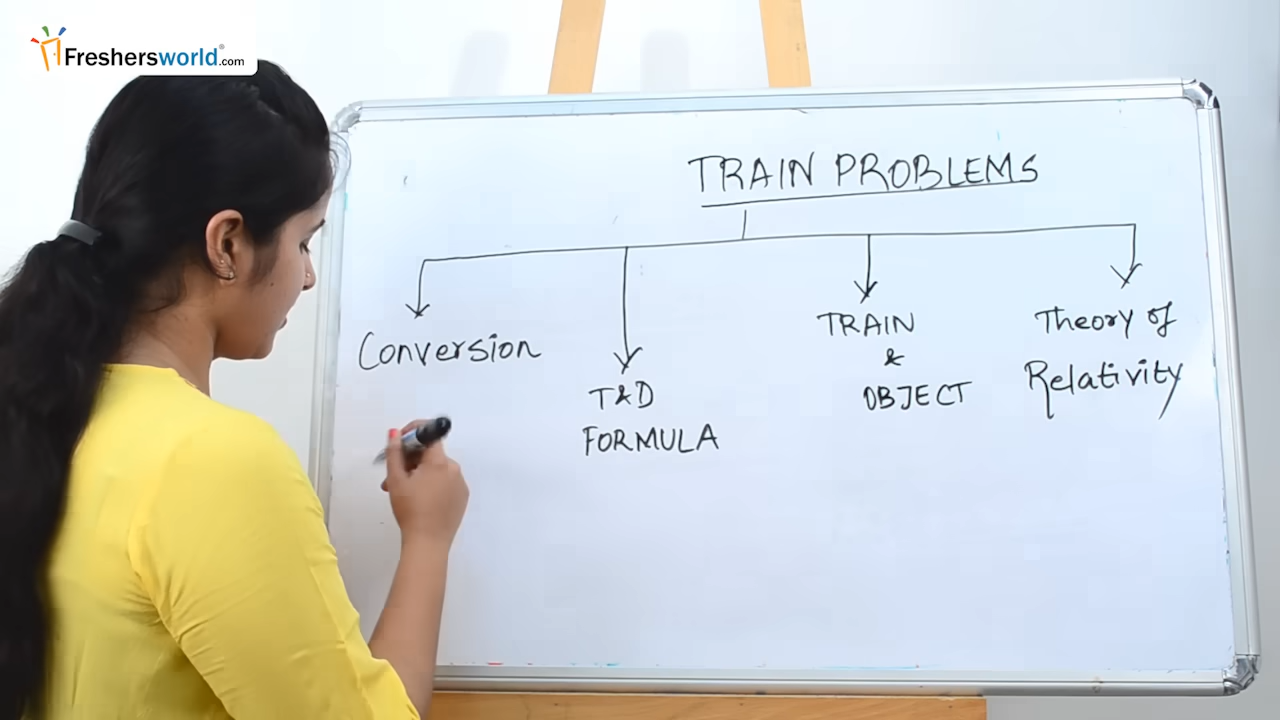 Freshersworld.com
TRAIN PROBLEMS
Conversion
T&D
FORMULA
TRAIN
&
OBJECT
Theory of
Relativity